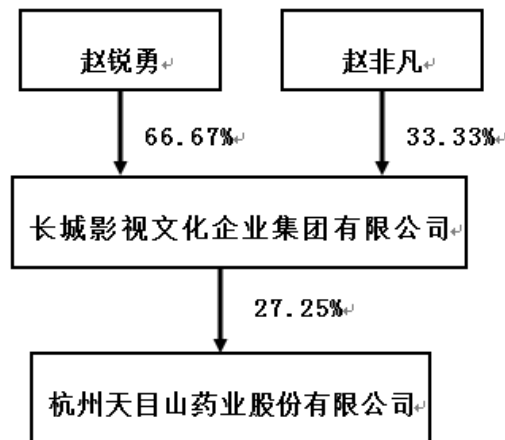 赵锐勇 赵非凡
66.67% 33.33%
长城影视文化企业集团有限公司
27.25%
杭州天目山药业股份有限公司